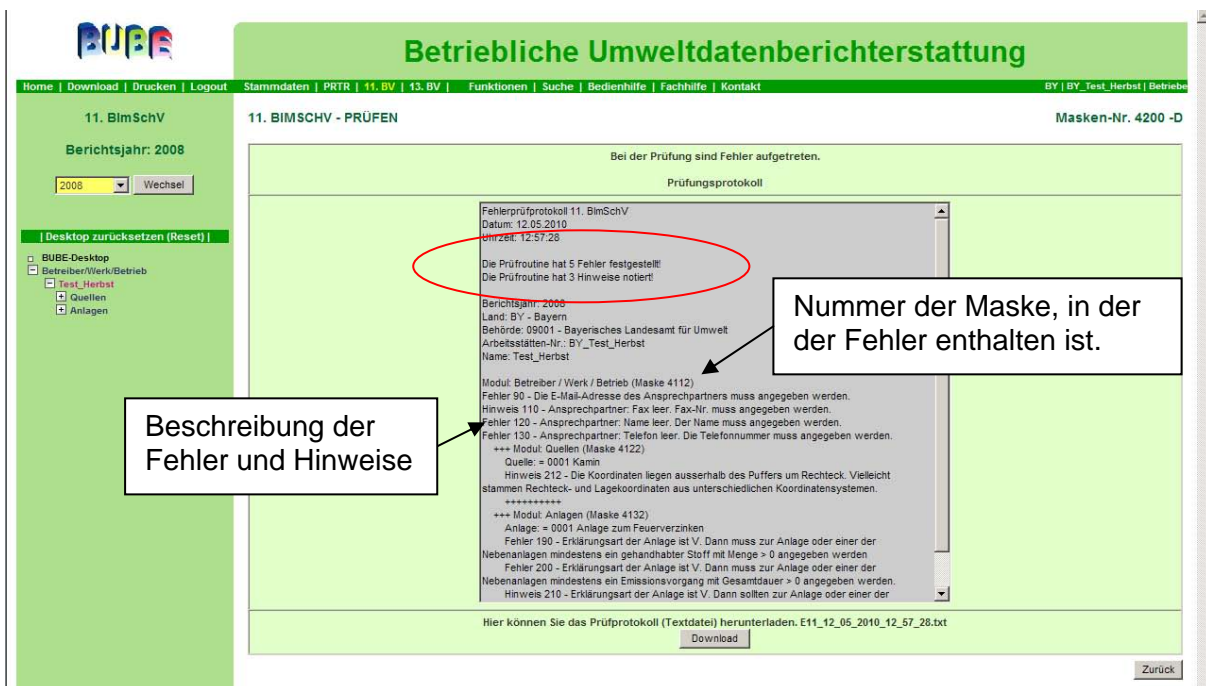 BUBE
Betriebliche Umweltdatenberichterstattung
Home | Download | Drucken | Logout
Stammdaten | PRTR | 11. BV | 13. BV | Funktionen | Suche | Bedienhilfe | Fachhilfe | Kontakt
BY | BY_Test_Herbst | Betriebe
11. BImSchV
Berichtsjahr: 2008
2008
Wechsel
| Desktop zurücksetzen (Reset) |
BUBE-Desktop
Betreiber/Werk/Betrieb
Test_Herbst
Quellen
Anlagen
11. BIMSCHV - PRÜFEN
Masken-Nr. 4200 -D
Bei der Prüfung sind Fehler aufgetreten.
Prüfungsprotokoll
Fehlerprüfprotokoll 11. BImSchV
Datum: 12.05.2010
Uhrzeit: 12:57:28
Die Prüfroutine hat 5 Fehler festgestellt!
Die Prüfroutine hat 3 Hinweise notiert!
Berichtsjahr: 2008
Land: BY - Bayern
Behörde: 09001 - Bayerisches Landesamt für Umwelt
Arbeitsstätten-Nr.: BY_Test_Herbst
Name: Test_Herbst
Modul: Betreiber / Werk / Betrieb (Maske 4112)
Fehler 90 - Die E-Mail-Adresse des Ansprechpartners muss angegeben werden.
Hinweis 110 - Ansprechpartner: Fax leer. Fax-Nr. muss angegeben werden.
Fehler 120 - Ansprechpartner: Name leer. Der Name muss angegeben werden.
Fehler 130 - Ansprechpartner: Telefon leer. Die Telefonnummer muss angegeben werden.
+++ Modul: Quellen (Maske 4122)
Quelle: = 0001 Kamin
Hinweis 212 - Die Koordinaten liegen ausserhalb des Puffers um Rechteck. Vielleicht
stammen Rechteck- und Lagekoordinaten aus unterschiedlichen Koordinatensystemen.
++++++++++
+++ Modul: Anlagen (Maske 4132)
Anlage: = 0001 Anlage zum Feuerverzinken
Fehler 190 - Erklärungsart der Anlage ist V. Dann muss zur Anlage oder einer der
Nebenanlagen mindestens ein gehandhabter Stoff mit Menge > 0 angegeben werden
Fehler 200 - Erklärungsart der Anlage ist V. Dann muss zur Anlage oder einer der
Nebenanlagen mindestens ein Emissionsvorgang mit Gesamtdauer > 0 angegeben werden.
Hinweis 210 - Erklärungsart der Anlage ist V. Dann sollten zur Anlage oder einer der
Nummer der Maske, in der
der Fehler enthalten ist.
Beschreibung der
Fehler und Hinweise
Hier können Sie das Prüfprotokoll (Textdatei) herunterladen. E11_12_05_2010_12_57_28.txt
Download
Zurück